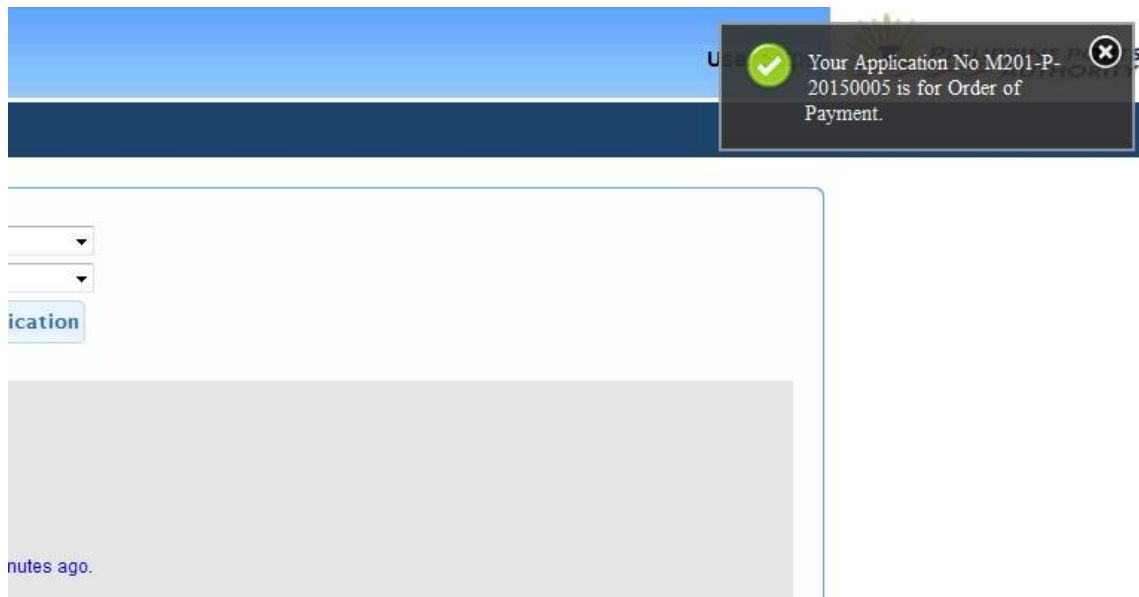 Your Application No M201-P-
20150005 is for Order of
Payment.
ication
nutes ago.